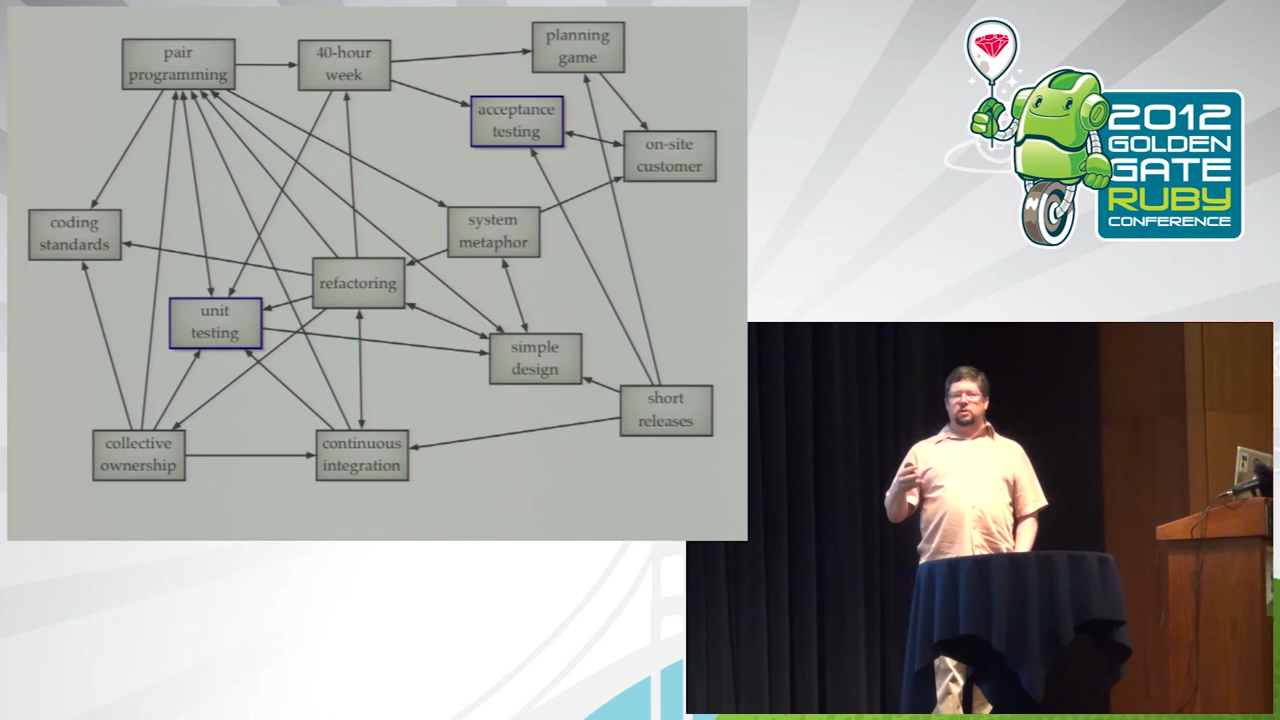 pair
programming
40-hour
week
planning
game
acceptance
testing
on-site
customer
coding
standards
system
metaphor
refactoring
unit
testing
simple
design
short
releases
collective
ownership
continuous
integration
2012
GOLDEN
GATE
RUBY
CONFERENCE